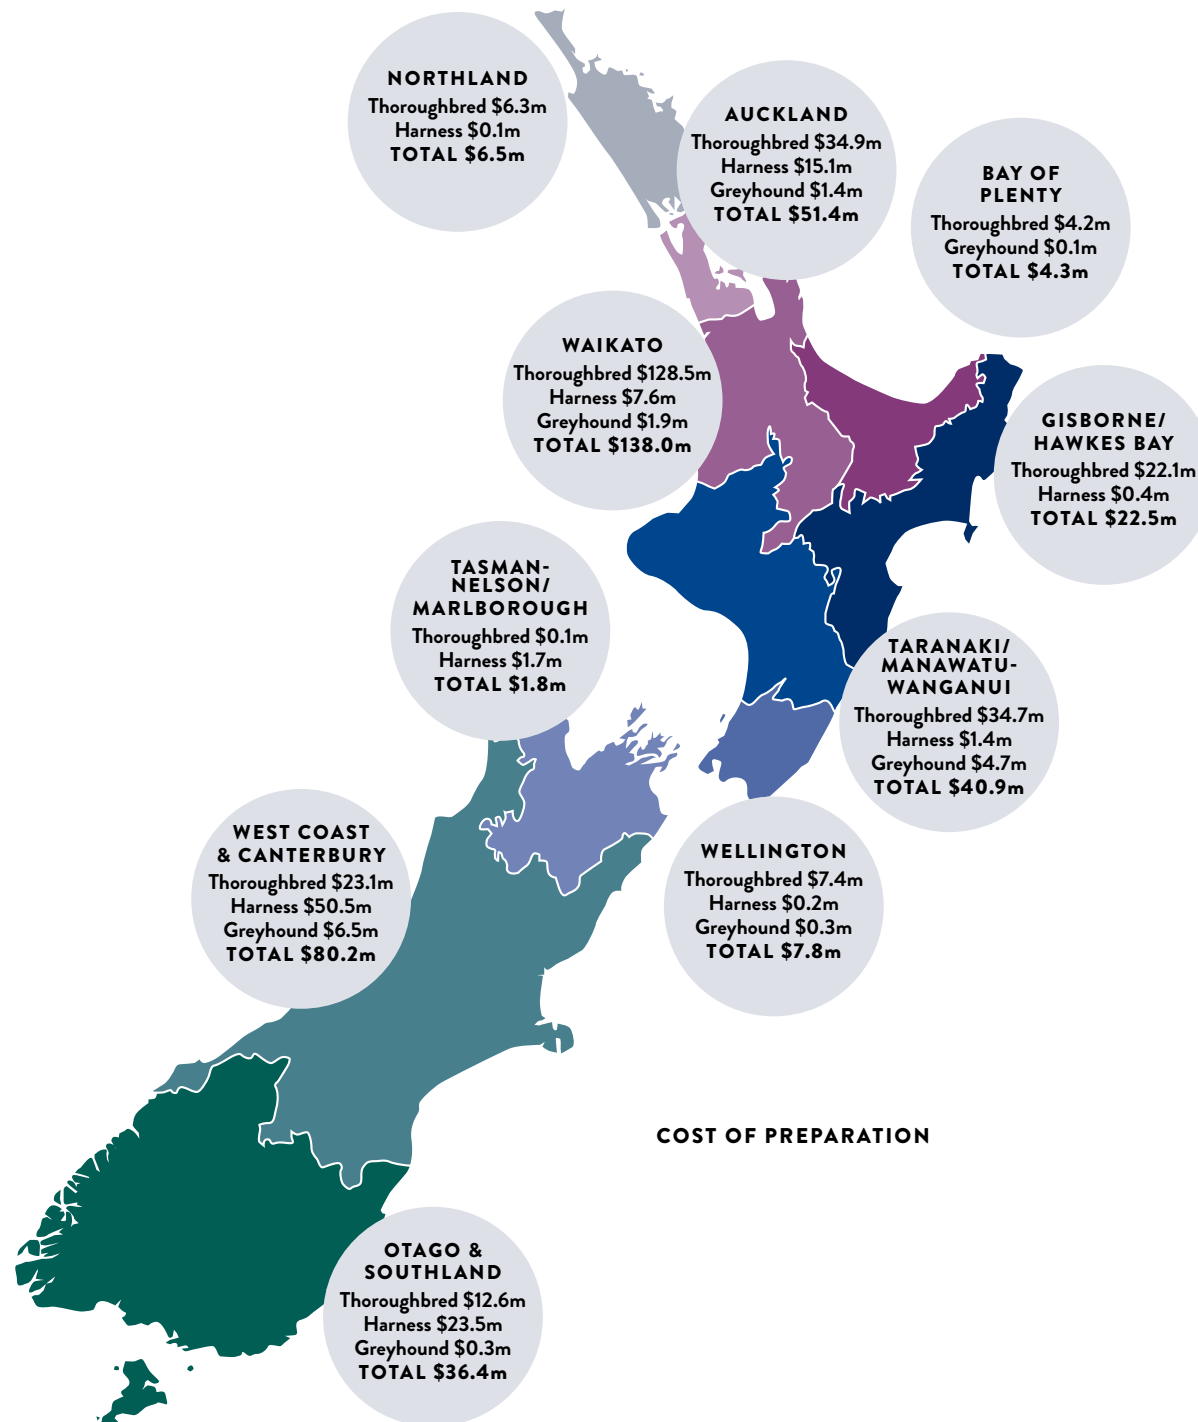 NORTHLAND
Thoroughbred $6.3m
Harness $0.1m
TOTAL $6.5m
AUCKLAND
Thoroughbred $34.9m
Harness $15.1m
Greyhound $1.4m
TOTAL $51.4m
BAY OF
PLENTY
Thoroughbred $4.2m
Greyhound $0.1m
TOTAL $4.3m
WAIKATO
Thoroughbred $128.5m
Harness $7.6m
Greyhound $1.9m
TOTAL $138.0m
GISBORNE/
HAWKES BAY
Thoroughbred $22.1m
Harness $0.4m
TOTAL $22.5m
TASMAN-
NELSON/
MARLBOROUGH
Thoroughbred $0.1m
Harness $1.7m
TOTAL $1.8m
TARANAKI/
MANAWATU-
WANGANUI
Thoroughbred $34.7m
Harness $1.4m
Greyhound $4.7m
TOTAL $40.9m
WEST COAST
& CANTERBURY
Thoroughbred $23.1m
Harness $50.5m
Greyhound $6.5m
TOTAL $80.2m
WELLINGTON
Thoroughbred $7.4m
Harness $0.2m
Greyhound $0.3m
TOTAL $7.8m
COST OF PREPARATION
OTAGO &
SOUTHLAND
Thoroughbred $12.6m
Harness $23.5m
Greyhound $0.3m
TOTAL $36.4m